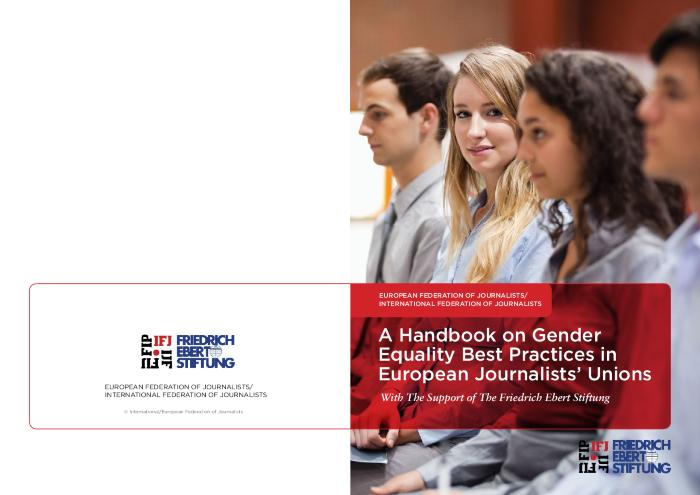 FIP IFJ FRIEDRICH
EFJ FEJ EBERT
STIFTUNG
EUROPEAN FEDERATION OF JOURNALISTS/
INTERNATIONAL FEDERATION OF JOURNALISTS
© International/European Federation of Journalists
EUROPEAN FEDERATION OF JOURNALISTS/
INTERNATIONAL FEDERATION OF JOURNALISTS
A Handbook on Gender
Equality Best Practices in
European Journalists’ Unions
With The Support of The Friedrich Ebert Stiftung
FIP IFJ FRIEDRICH
EFJ FEJ EBERT
STIFTUNG